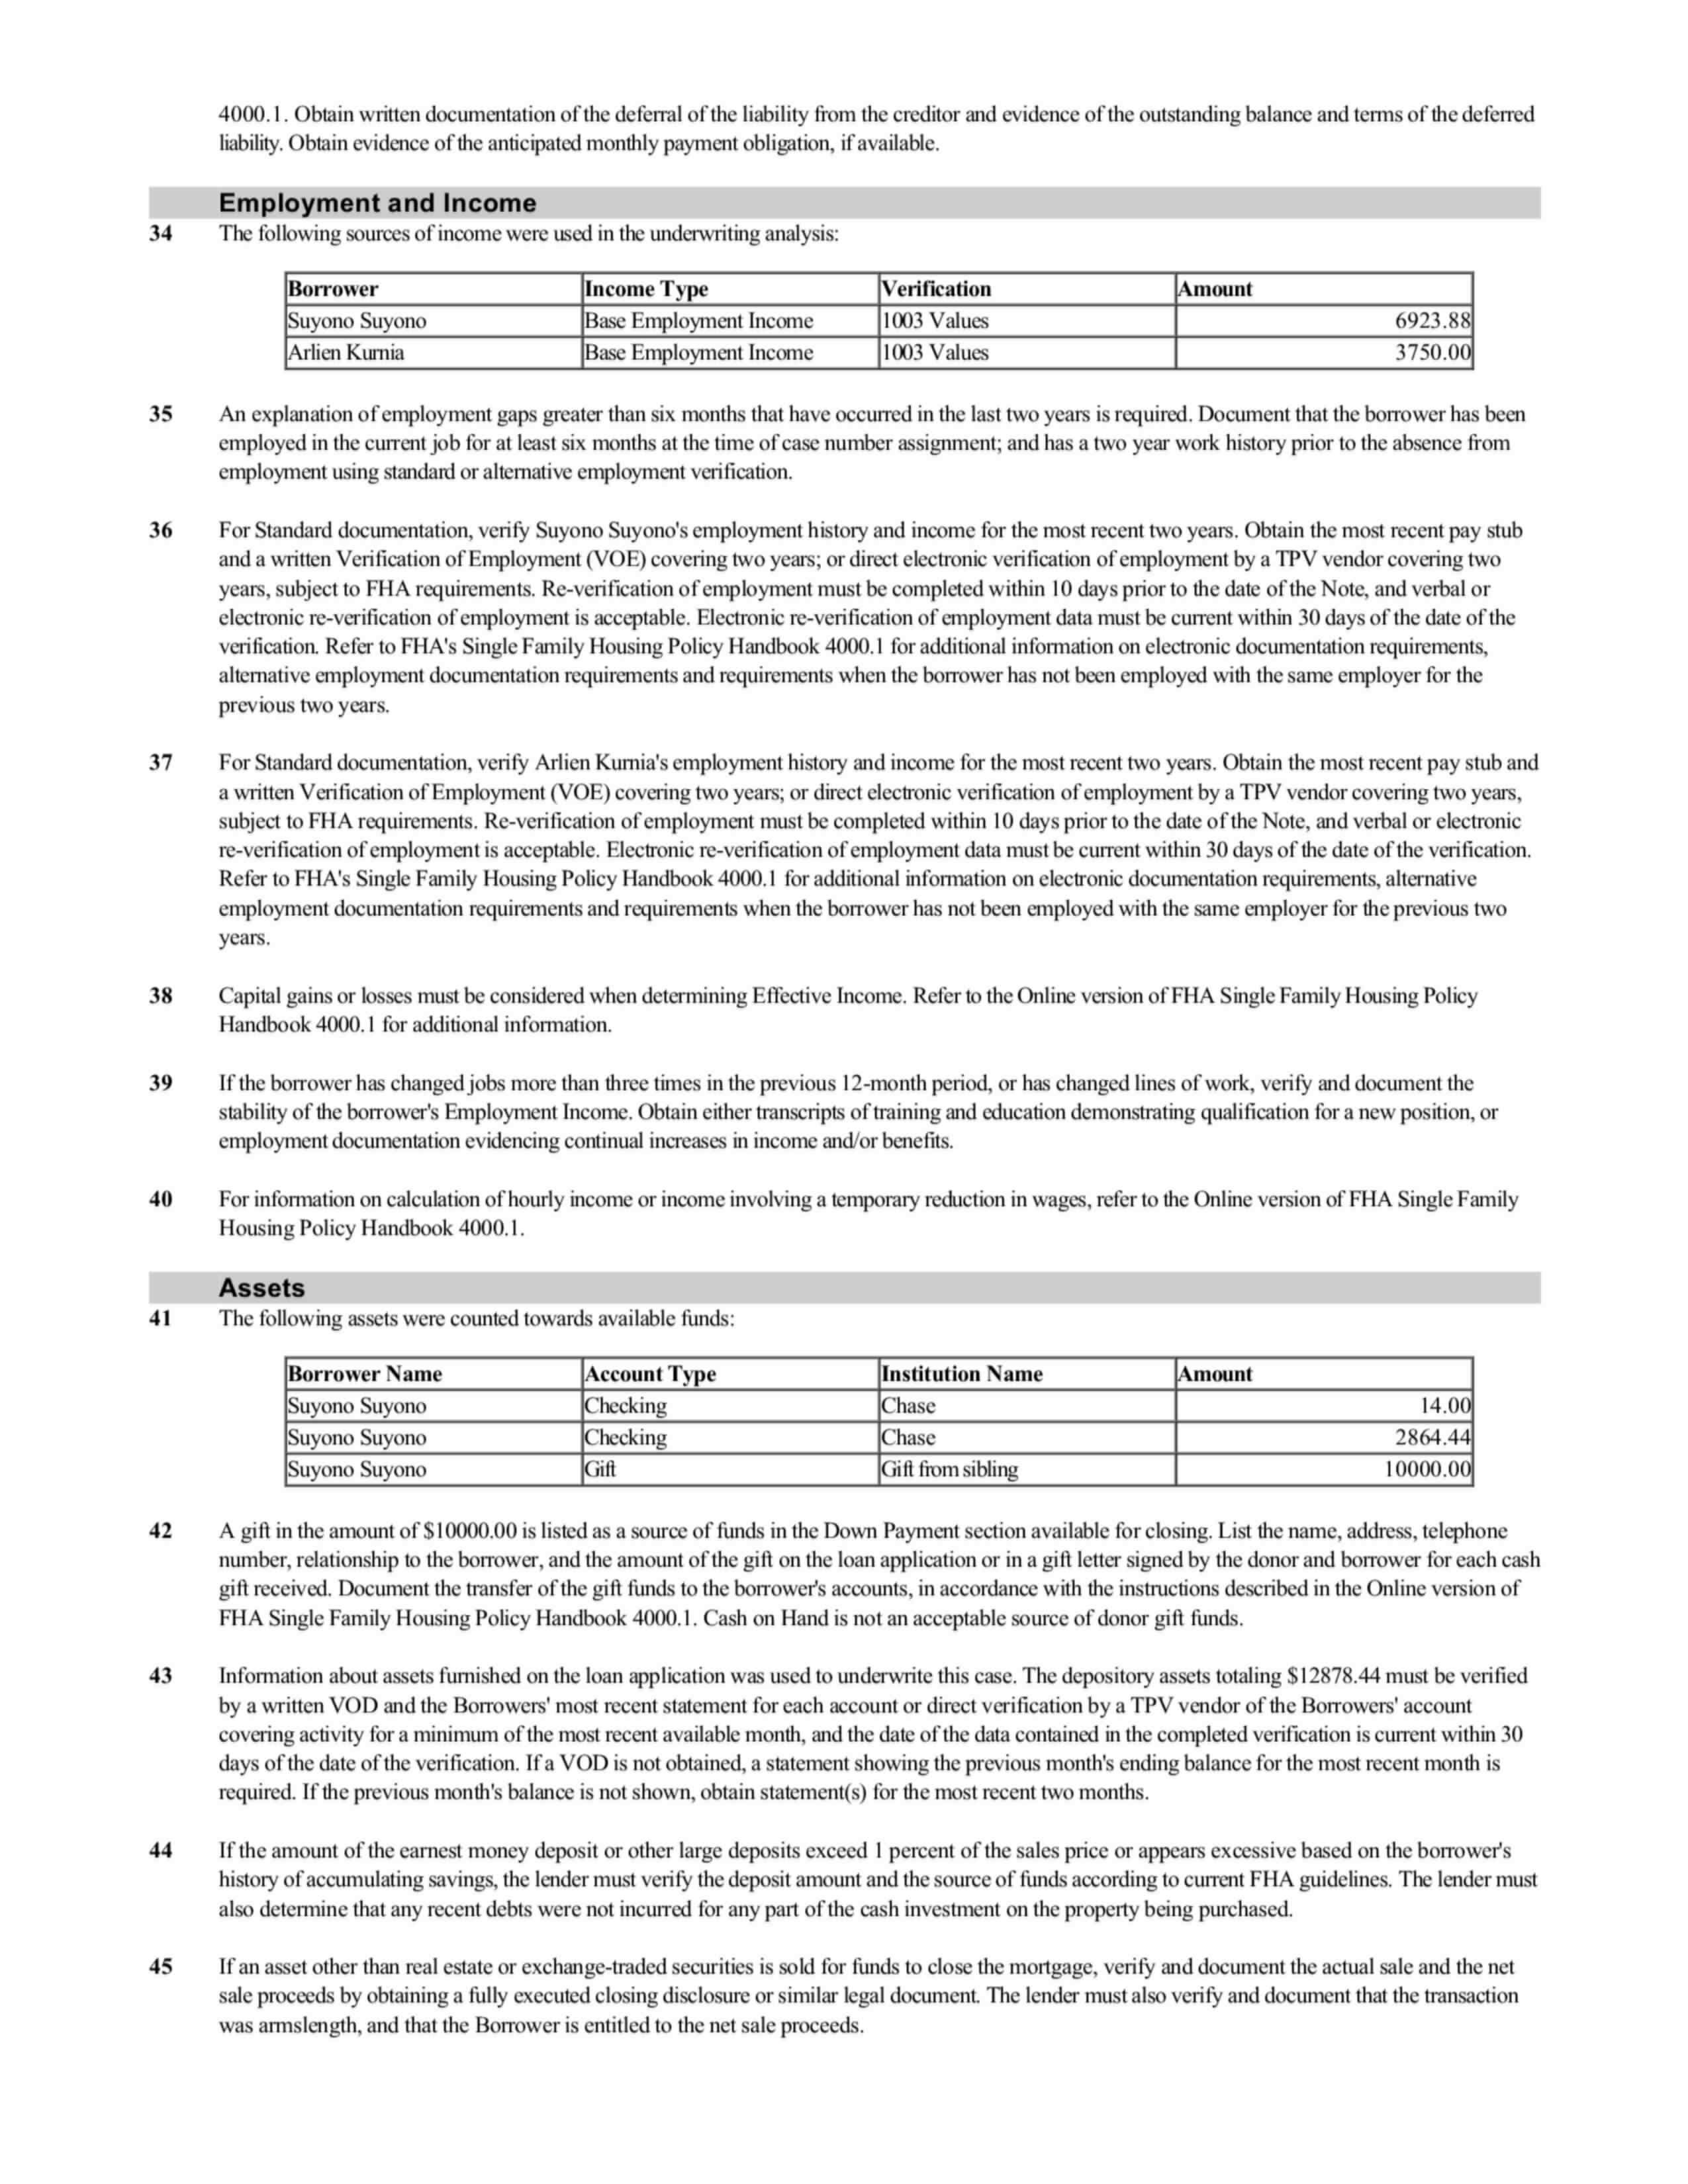 4000.1. Obtain written documentation of the deferral of the liability from the creditor and evidence of the outstanding balance and terms of the deferred
liability. Obtain evidence of the anticipated monthly payment obligation, if available.
Employment and Income
34 The following sources of income were used in the underwriting analysis:
Borrower Income Type Verification Amount
Suyono Suyono Base Employment Income 1003 Values 6923.88
Arlien Kurnia Base Employment Income 1003 Values 3750.00
35 An explanation of employment gaps greater than six months that have occurred in the last two years is required. Document that the borrower has been
employed in the current job for at least six months at the time of case number assignment; and has a two year work history prior to the absence from
employment using standard or alternative employment verification.
36 For Standard documentation, verify Suyono Suyono's employment history and income for the most recent two years. Obtain the most recent pay stub
and a written Verification of Employment (VOE) covering two years; or direct electronic verification of employment by a TPV vendor covering two
years, subject to FHA requirements. Re-verification of employment must be completed within 10 days prior to the date of the Note, and verbal or
electronic re-verification of employment is acceptable. Electronic re-verification of employment data must be current within 30 days of the date of the
verification. Refer to FHA's Single Family Housing Policy Handbook 4000.1 for additional information on electronic documentation requirements,
alternative employment documentation requirements and requirements when the borrower has not been employed with the same employer for the
previous two years.
37 For Standard documentation, verify Arlien Kurnia's employment history and income for the most recent two years. Obtain the most recent pay stub and
a written Verification of Employment (VOE) covering two years; or direct electronic verification of employment by a TPV vendor covering two years,
subject to FHA requirements. Re-verification of employment must be completed within 10 days prior to the date of the Note, and verbal or electronic
re-verification of employment is acceptable. Electronic re-verification of employment data must be current within 30 days of the date of the verification.
Refer to FHA's Single Family Housing Policy Handbook 4000.1 for additional information on electronic documentation requirements, alternative
employment documentation requirements and requirements when the borrower has not been employed with the same employer for the previous two
years.
38 Capital gains or losses must be considered when determining Effective Income. Refer to the Online version of FHA Single Family Housing Policy
Handbook 4000.1 for additional information.
39 If the borrower has changed jobs more than three times in the previous 12-month period, or has changed lines of work, verify and document the
stability of the borrower's Employment Income. Obtain either transcripts of training and education demonstrating qualification for a new position, or
employment documentation evidencing continual increases in income and/or benefits.
40 For information on calculation of hourly income or income involving a temporary reduction in wages, refer to the Online version of FHA Single Family
Housing Policy Handbook 4000.1.
Assets
41 The following assets were counted towards available funds:
Borrower Name Account Type Institution Name Amount
Suyono Suyono Checking Chase 14.00
Suyono Suyono Checking Chase 2864.44
Suyono Suyono Gift Gift from sibling 10000.00
42 A gift in the amount of $10000.00 is listed as a source of funds in the Down Payment section available for closing. List the name, address, telephone
number, relationship to the borrower, and the amount of the gift on the loan application or in a gift letter signed by the donor and borrower for each cash
gift received. Document the transfer of the gift funds to the borrower's accounts, in accordance with the instructions described in the Online version of
FHA Single Family Housing Policy Handbook 4000.1. Cash on Hand is not an acceptable source of donor gift funds.
43 Information about assets furnished on the loan application was used to underwrite this case. The depository assets totaling $12878.44 must be verified
by a written VOD and the Borrowers' most recent statement for each account or direct verification by a TPV vendor of the Borrowers' account
covering activity for a minimum of the most recent available month, and the date of the data contained in the completed verification is current within 30
days of the date of the verification. If a VOD is not obtained, a statement showing the previous month's ending balance for the most recent month is
required. If the previous month's balance is not shown, obtain statement(s) for the most recent two months.
44 If the amount of the earnest money deposit or other large deposits exceed 1 percent of the sales price or appears excessive based on the borrower's
history of accumulating savings, the lender must verify the deposit amount and the source of funds according to current FHA guidelines. The lender must
also determine that any recent debts were not incurred for any part of the cash investment on the property being purchased.
45 If an asset other than real estate or exchange-traded securities is sold for funds to close the mortgage, verify and document the actual sale and the net
sale proceeds by obtaining a fully executed closing disclosure or similar legal document. The lender must also verify and document that the transaction
was armslength, and that the Borrower is entitled to the net sale proceeds.